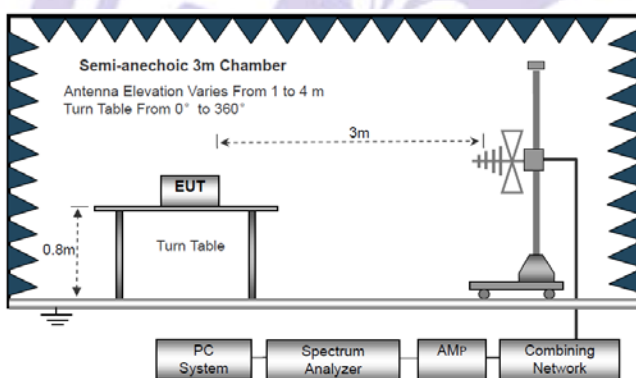 Semi-anechoic 3m Chamber
Antenna Elevation Varies From 1 to 4 m
Turn Table From 0° to 360°
3m
EUT
0.8m
Turn Table
PC
System
Spectrum
Analyzer
AMP
Combining
Network